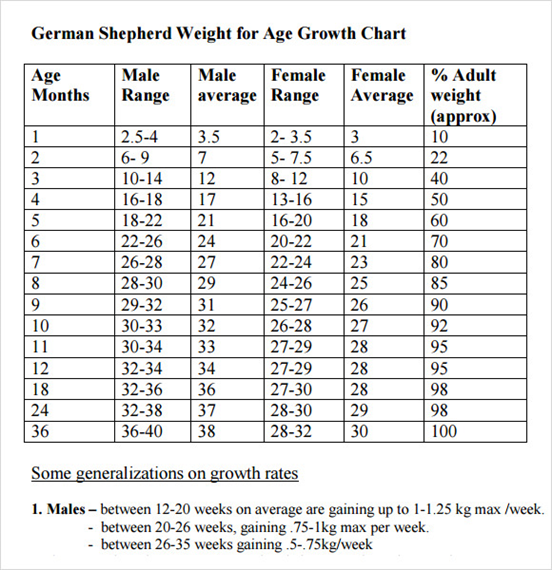 German Shepherd Weight for Age Growth Chart
Age Months | Male Range | Male average | Female Range | Female Average | % Adult weight (approx)
1 | 2.5-4 | 3.5 | 2- 3.5 | 3 | 10
2 | 6- 9 | 7 | 5- 7.5 | 6.5 | 22
3 | 10-14 | 12 | 8- 12 | 10 | 40
4 | 16-18 | 17 | 13-16 | 15 | 50
5 | 18-22 | 21 | 16-20 | 18 | 60
6 | 22-26 | 24 | 20-22 | 21 | 70
7 | 26-28 | 27 | 22-24 | 23 | 80
8 | 28-30 | 29 | 24-26 | 25 | 85
9 | 29-32 | 31 | 25-27 | 26 | 90
10 | 30-33 | 32 | 26-28 | 27 | 92
11 | 30-34 | 33 | 27-29 | 28 | 95
12 | 32-34 | 34 | 27-29 | 28 | 95
18 | 32-36 | 36 | 27-30 | 28 | 98
24 | 32-38 | 37 | 28-30 | 29 | 98
36 | 36-40 | 38 | 28-32 | 30 | 100
Some generalizations on growth rates
1. Males – between 12-20 weeks on average are gaining up to 1-1.25 kg max /week.
- between 20-26 weeks, gaining .75-1kg max per week.
- between 26-35 weeks gaining .5-.75kg/week